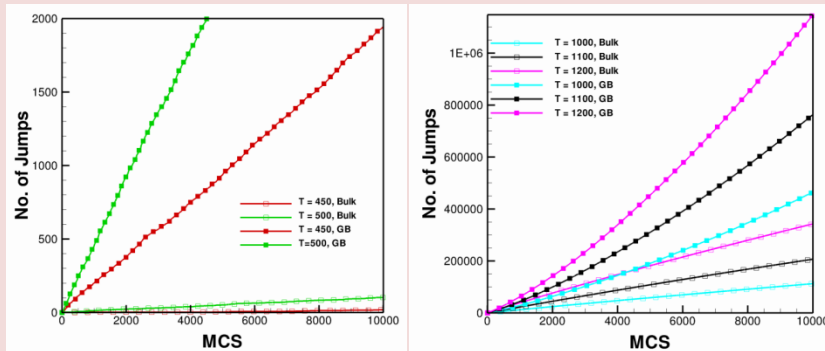 2000
1500
1000
500
0
No. of Jumps
T = 450, Bulk
T = 500, Bulk
T = 450, GB
T=500, GB
0 2000 4000 6000 8000 10000
MCS
1E+06
800000
600000
400000
200000
0
No. of Jumps
T = 1000, Bulk
T = 1100, Bulk
T = 1200, Bulk
T = 1000, GB
T = 1100, GB
T = 1200, GB
0 2000 4000 6000 8000 10000
MCS